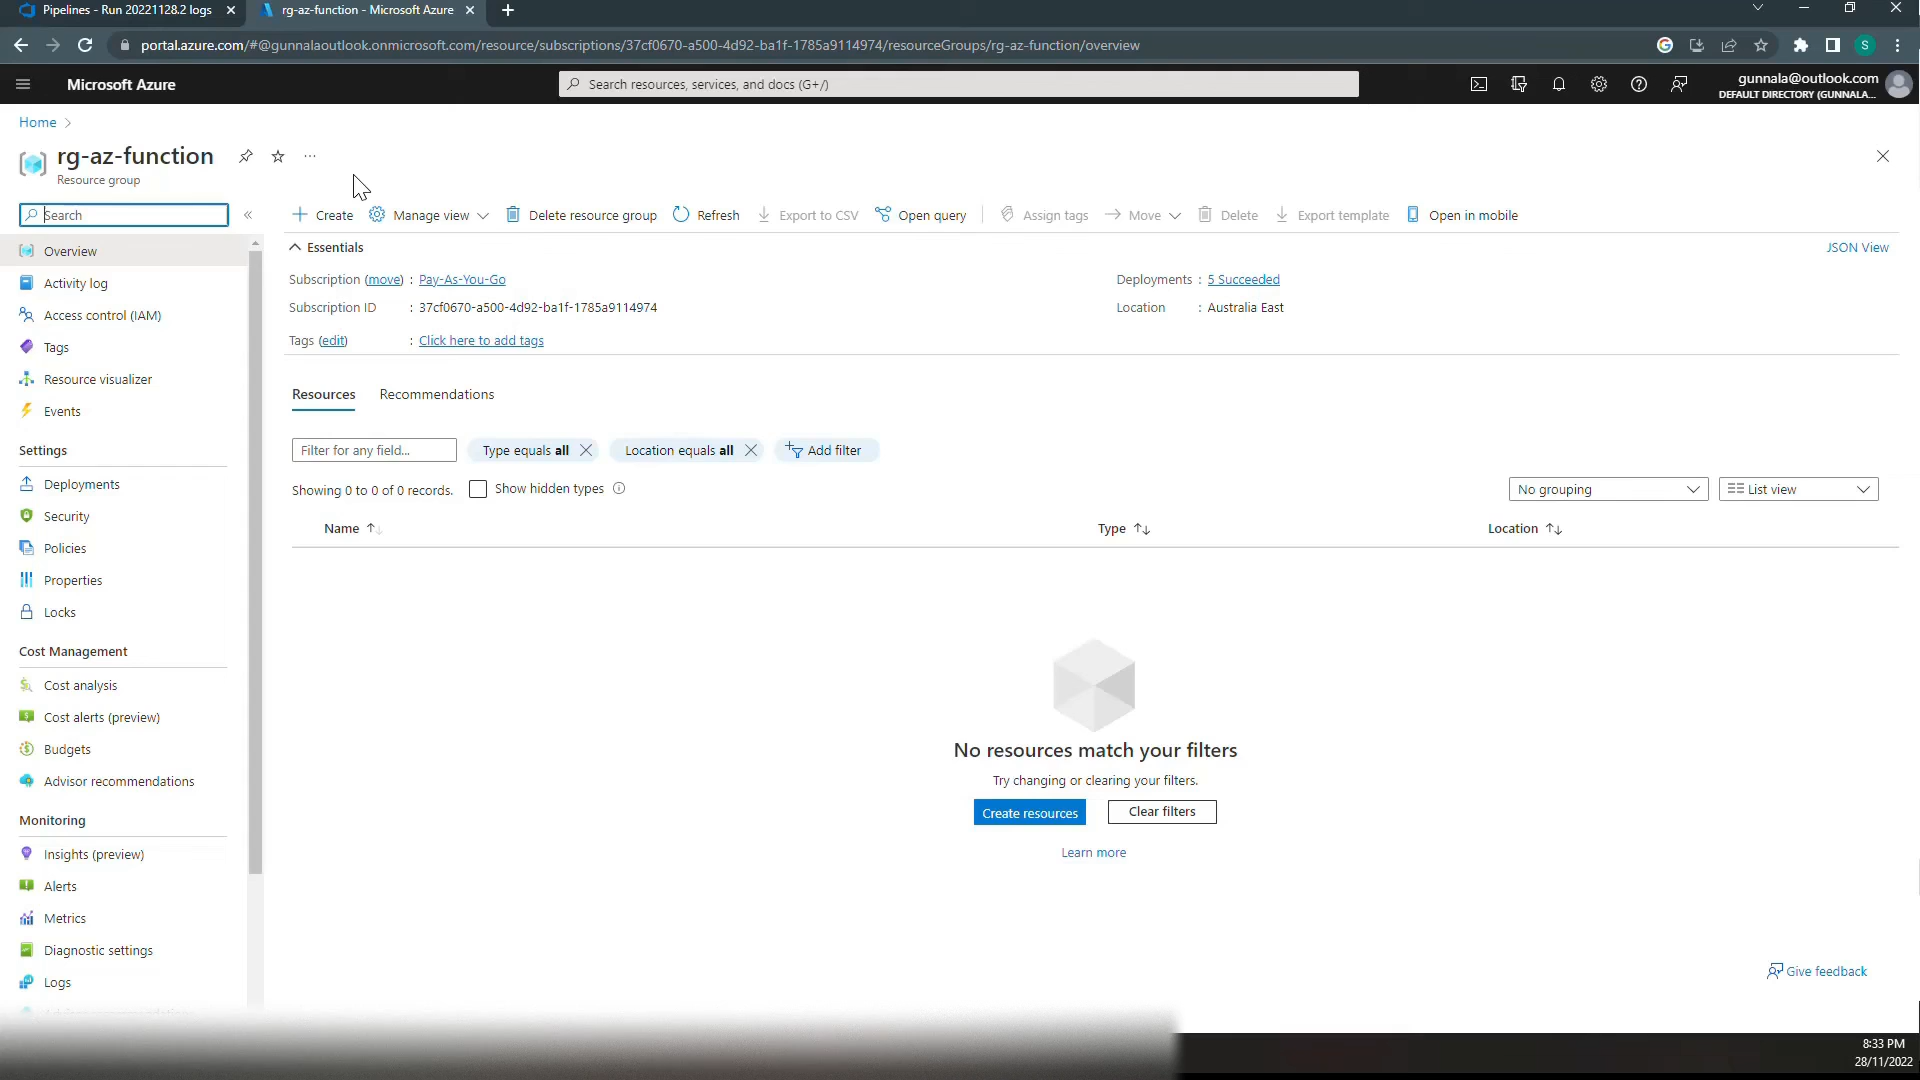 Pipelines - Run 20221128.2 logs
rg-az-function - Microsoft Azure
portal.azure.com/#@gunnalaoutlook.onmicrosoft.com/resource/subscriptions/37cf0670-a500-4d92-ba1f-1785a9114974/resourceGroups/rg-az-function/overview
S
Microsoft Azure
Search resources, services, and docs (G+/)
gunnala@outlook.com
DEFAULT DIRECTORY (GUNNALA...
Home
rg-az-function
Resource group
Search
Create
Manage view
Delete resource group
Refresh
Export to CSV
Open query
Assign tags
Move
Delete
Export template
Open in mobile
Overview
Activity log
Access control (IAM)
Tags
Resource visualizer
Events
Settings
Deployments
Security
Policies
Properties
Locks
Cost Management
Cost analysis
Cost alerts (preview)
Budgets
Advisor recommendations
Monitoring
Insights (preview)
Alerts
Metrics
Diagnostic settings
Logs
Essentials
JSON View
Subscription (move) : Pay-As-You-Go
Deployments : 5 Succeeded
Subscription ID : 37cf0670-a500-4d92-ba1f-1785a9114974
Location : Australia East
Tags (edit) : Click here to add tags
Resources
Recommendations
Filter for any field...
Type equals all
Location equals all
Add filter
Showing 0 to 0 of 0 records.
Show hidden types
No grouping
List view
Name
Type
Location
No resources match your filters
Try changing or clearing your filters.
Create resources
Clear filters
Learn more
Give feedback
8:33 PM
28/11/2022